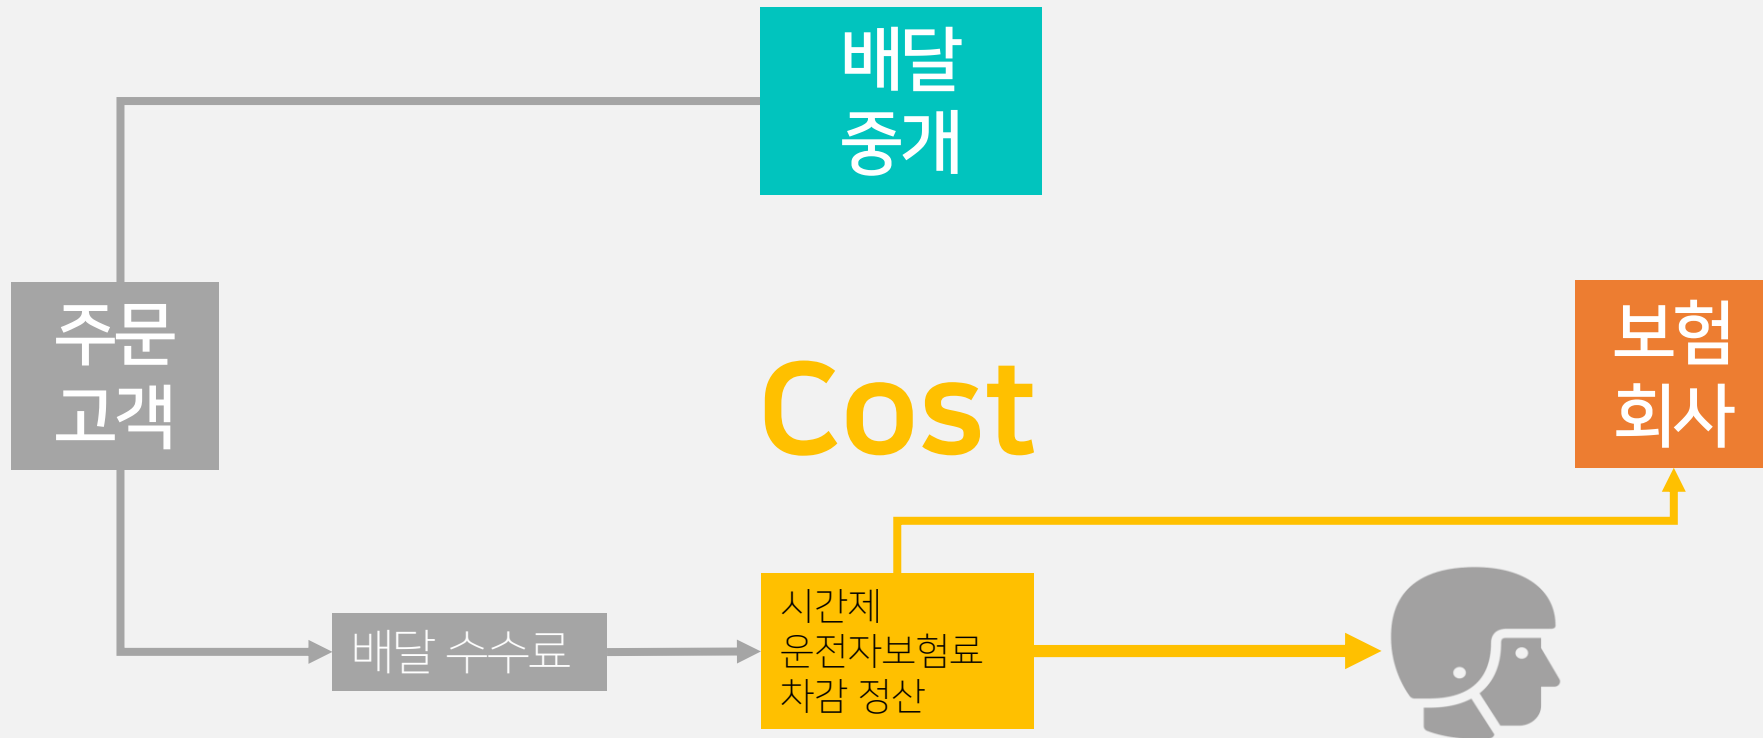 배달
중개
주문
고객
Cost
보험
회사
배달 수수료
시간제
운전자보험료
차감 정산